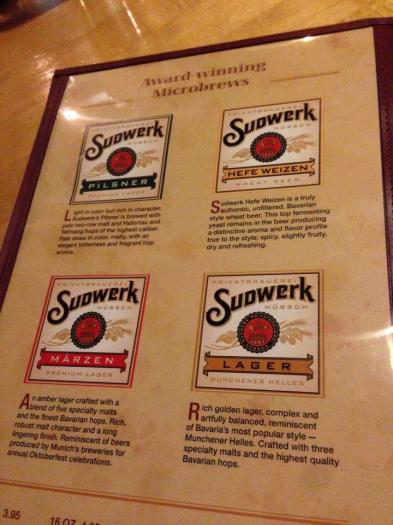 Award-winning
Microbrews
PRIVATBRAUEREI
Sudwerk
HÜBSCH
PILSNER
PREMIUM LAGER
Light in color but rich in character,
Sudwerk's Pilsner is brewed with
pale two-row malt and Hallertau and
Tettnang hops of the highest caliber.
Pale straw in color, malty, with an
elegant bitterness and fragrant hop
aroma.
PRIVATBRAUEREI
Sudwerk
HÜBSCH
HEFE WEIZEN
WHEAT BEER
Sudwerk Hefe Weizen is a truly
authentic, unfiltered, Bavarian
style wheat beer. This top fermenting
yeast remains in the beer producing
a distinctive aroma and flavor profile
true to the style; spicy, slightly fruity,
dry and refreshing.
PRIVATBRAUEREI
Sudwerk
HÜBSCH
MÄRZEN
PREMIUM LAGER
An amber lager crafted with a
blend of five specialty malts
and the finest Bavarian hops. Rich,
robust malt character and a long
lingering finish. Reminiscent of beers
produced by Munich's breweries for
annual Oktoberfest celebrations.
PRIVATBRAUEREI
Sudwerk
HÜBSCH
LAGER
MUNCHENER HELLES
Rich golden lager, complex and
artfully balanced, reminiscent
of Bavaria's most popular style —
Munchener Helles. Crafted with three
specialty malts and the highest quality
Bavarian hops.
3.95
16 OZ